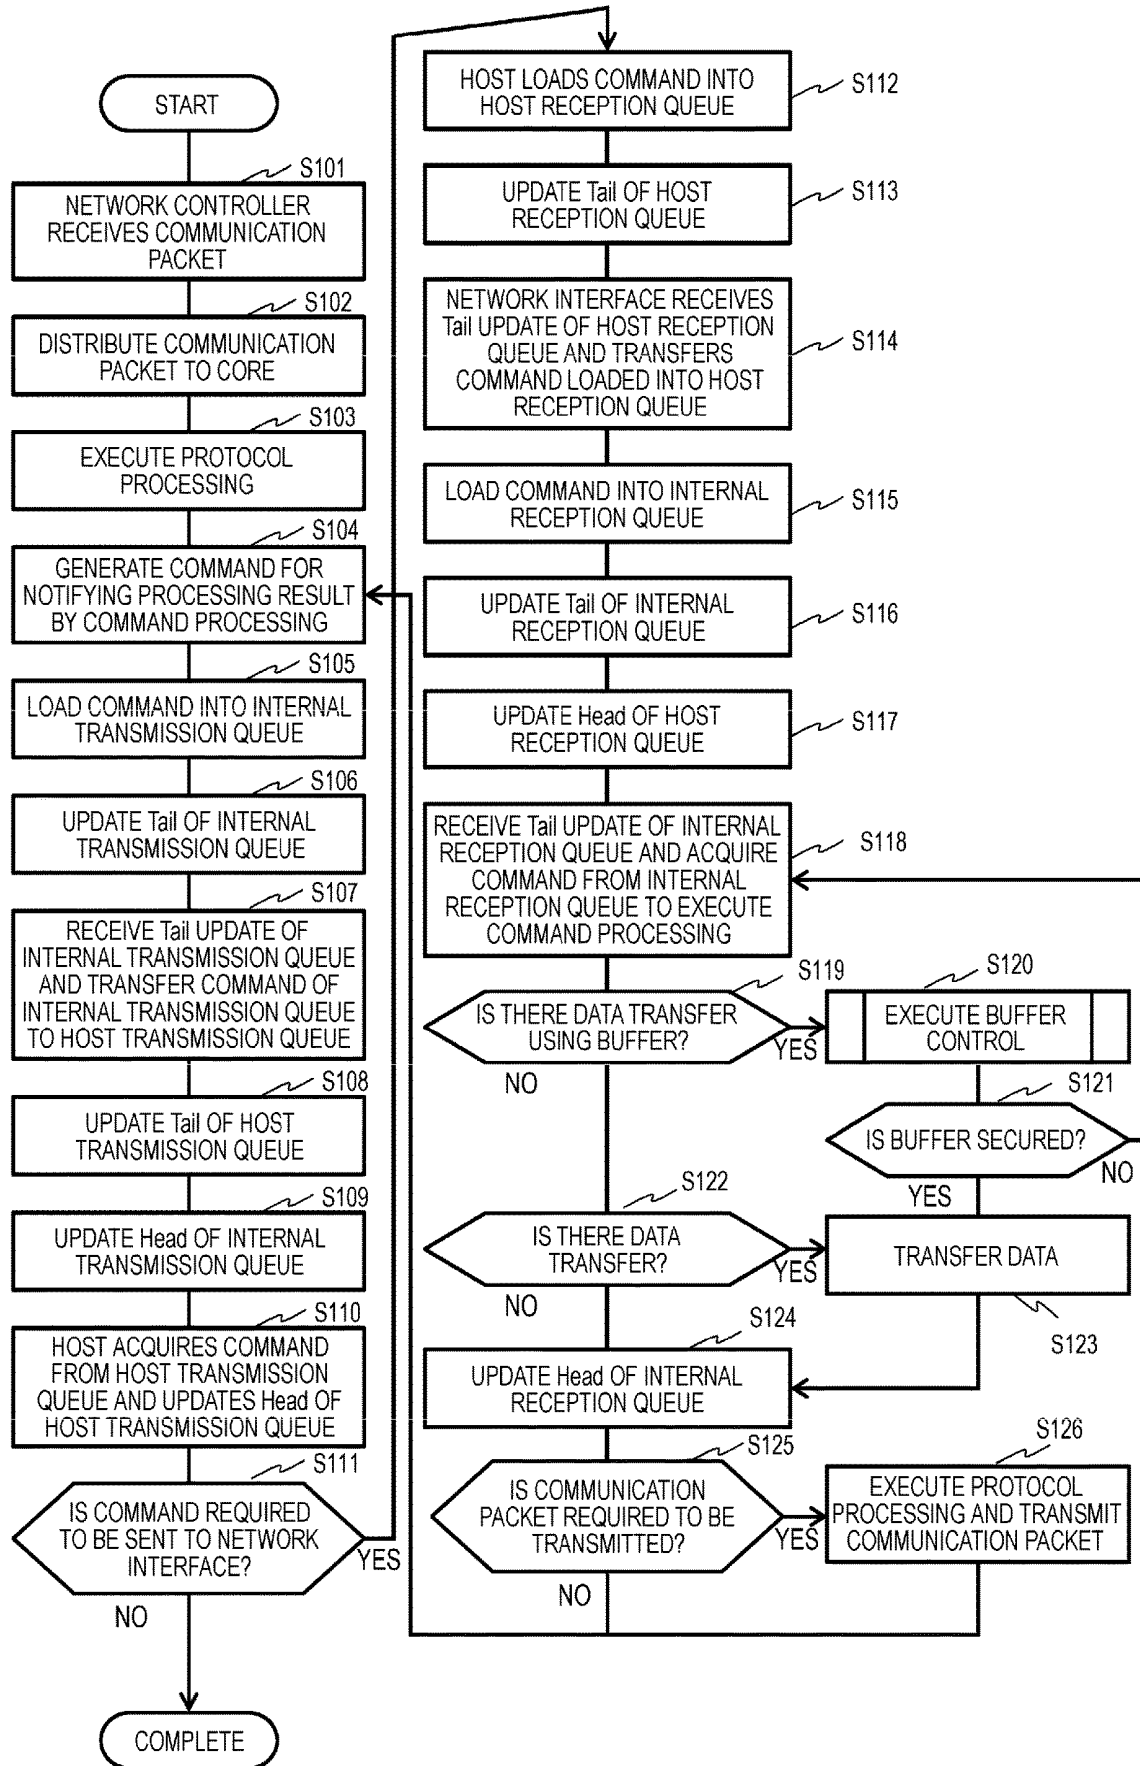 START
S101
NETWORK CONTROLLER
RECEIVES COMMUNICATION
PACKET
S102
DISTRIBUTE COMMUNICATION
PACKET TO CORE
S103
EXECUTE PROTOCOL
PROCESSING
S104
GENERATE COMMAND FOR
NOTIFYING PROCESSING RESULT
BY COMMAND PROCESSING
S105
LOAD COMMAND INTO INTERNAL
TRANSMISSION QUEUE
S106
UPDATE Tail OF INTERNAL
TRANSMISSION QUEUE
S107
RECEIVE Tail UPDATE OF
INTERNAL TRANSMISSION QUEUE
AND TRANSFER COMMAND OF
INTERNAL TRANSMISSION QUEUE
TO HOST TRANSMISSION QUEUE
S108
UPDATE Tail OF HOST
TRANSMISSION QUEUE
S109
UPDATE Head OF INTERNAL
TRANSMISSION QUEUE
S110
HOST ACQUIRES COMMAND
FROM HOST TRANSMISSION
QUEUE AND UPDATES Head OF
HOST TRANSMISSION QUEUE
S111
IS COMMAND REQUIRED
TO BE SENT TO NETWORK
INTERFACE?
YES
NO
COMPLETE
HOST LOADS COMMAND INTO
HOST RECEPTION QUEUE
S112
UPDATE Tail OF HOST
RECEPTION QUEUE
S113
NETWORK INTERFACE RECEIVES
Tail UPDATE OF HOST RECEPTION
QUEUE AND TRANSFERS
COMMAND LOADED INTO HOST
RECEPTION QUEUE
S114
LOAD COMMAND INTO INTERNAL
RECEPTION QUEUE
S115
UPDATE Tail OF INTERNAL
RECEPTION QUEUE
S116
UPDATE Head OF HOST
RECEPTION QUEUE
S117
RECEIVE Tail UPDATE OF INTERNAL
RECEPTION QUEUE AND ACQUIRE
COMMAND FROM INTERNAL
RECEPTION QUEUE TO EXECUTE
COMMAND PROCESSING
S118
S119
IS THERE DATA TRANSFER
USING BUFFER?
YES
NO
S120
EXECUTE BUFFER
CONTROL
S121
IS BUFFER SECURED?
NO
YES
S122
IS THERE DATA
TRANSFER?
YES
NO
TRANSFER DATA
S123
S124
UPDATE Head OF INTERNAL
RECEPTION QUEUE
S125
IS COMMUNICATION
PACKET REQUIRED TO BE
TRANSMITTED?
YES
NO
S126
EXECUTE PROTOCOL
PROCESSING AND TRANSMIT
COMMUNICATION PACKET